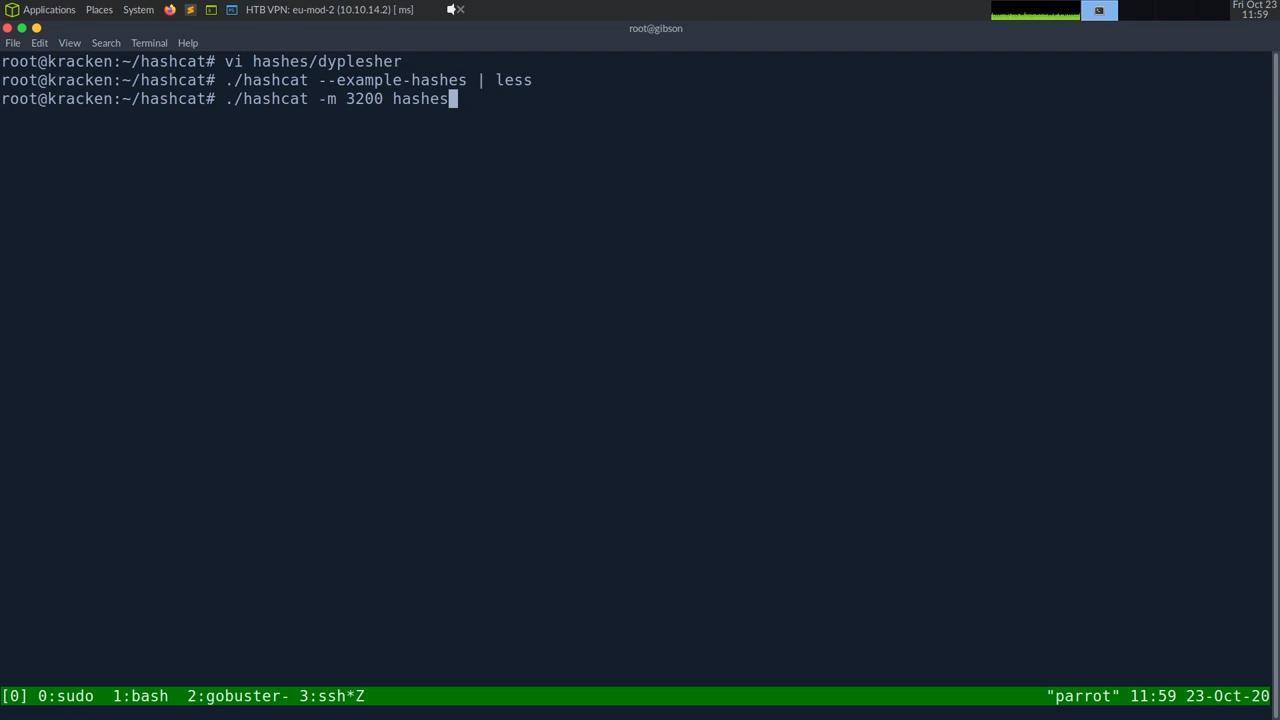 Applications Places System HTB VPN: eu-mod-2 (10.10.14.2) [ms] Fri Oct 23
11:59
root@gibson
File Edit View Search Terminal Help
root@kracken:~/hashcat# vi hashes/dyplesher
root@kracken:~/hashcat# ./hashcat --example-hashes | less
root@kracken:~/hashcat# ./hashcat -m 3200 hashes
[0] 0:sudo 1:bash 2:gobuster- 3:ssh*Z "parrot" 11:59 23-Oct-20